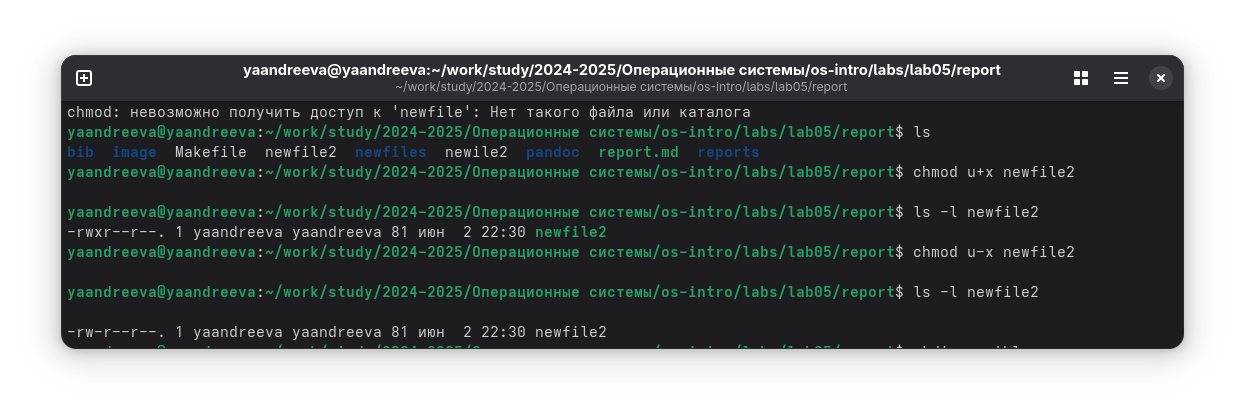 yaandreeva@yaandreeva:~/work/study/2024-2025/Операционные системы/os-intro/labs/lab05/report
~/work/study/2024-2025/Операционные системы/os-intro/labs/lab05/report
chmod: невозможно получить доступ к 'newfile': Нет такого файла или каталога
yaandreeva@yaandreeva:~/work/study/2024-2025/Операционные системы/os-intro/labs/lab05/report$ ls
bib  image  Makefile  newfile2  newfiles  newile2  pandoc  report.md  reports
yaandreeva@yaandreeva:~/work/study/2024-2025/Операционные системы/os-intro/labs/lab05/report$ chmod u+x newfile2
yaandreeva@yaandreeva:~/work/study/2024-2025/Операционные системы/os-intro/labs/lab05/report$ ls -l newfile2
-rwxr--r--. 1 yaandreeva yaandreeva 81 июн  2 22:30 newfile2
yaandreeva@yaandreeva:~/work/study/2024-2025/Операционные системы/os-intro/labs/lab05/report$ chmod u-x newfile2
yaandreeva@yaandreeva:~/work/study/2024-2025/Операционные системы/os-intro/labs/lab05/report$ ls -l newfile2
-rw-r--r--. 1 yaandreeva yaandreeva 81 июн  2 22:30 newfile2